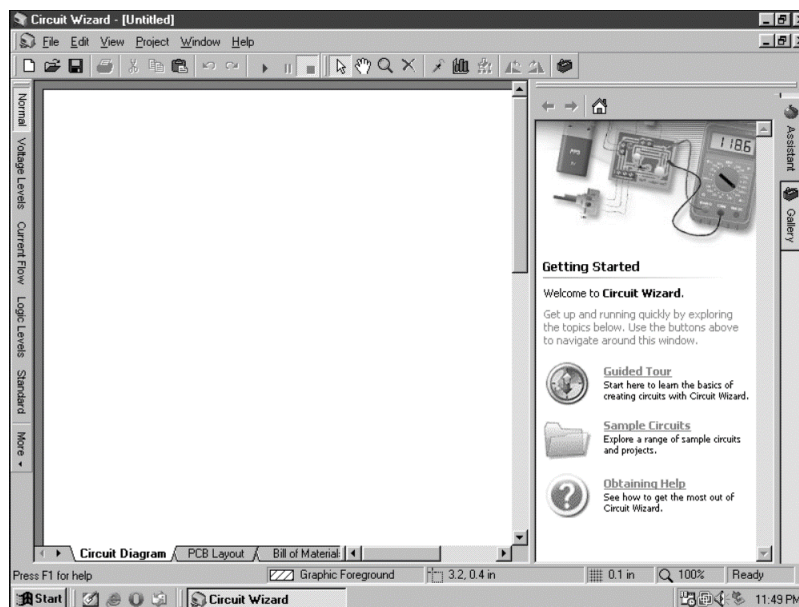 Circuit Wizard - [Untitled]
File Edit View Project Window Help
Normal
Voltage Levels
Current Flow
Logic Levels
Standard
More
118.6
Getting Started
Welcome to Circuit Wizard.
Get up and running quickly by exploring
the topics below. Use the buttons above
to navigate around this window.
Guided Tour
Start here to learn the basics of
creating circuits with Circuit Wizard.
Sample Circuits
Explore a range of sample circuits
and projects.
Obtaining Help
See how to get the most out of
Circuit Wizard.
Assistant
Gallery
Circuit Diagram PCB Layout Bill of Material
Press F1 for help Graphic Foreground 3.2, 0.4 in 0.1 in 100% Ready
Start Circuit Wizard 11:49 PM